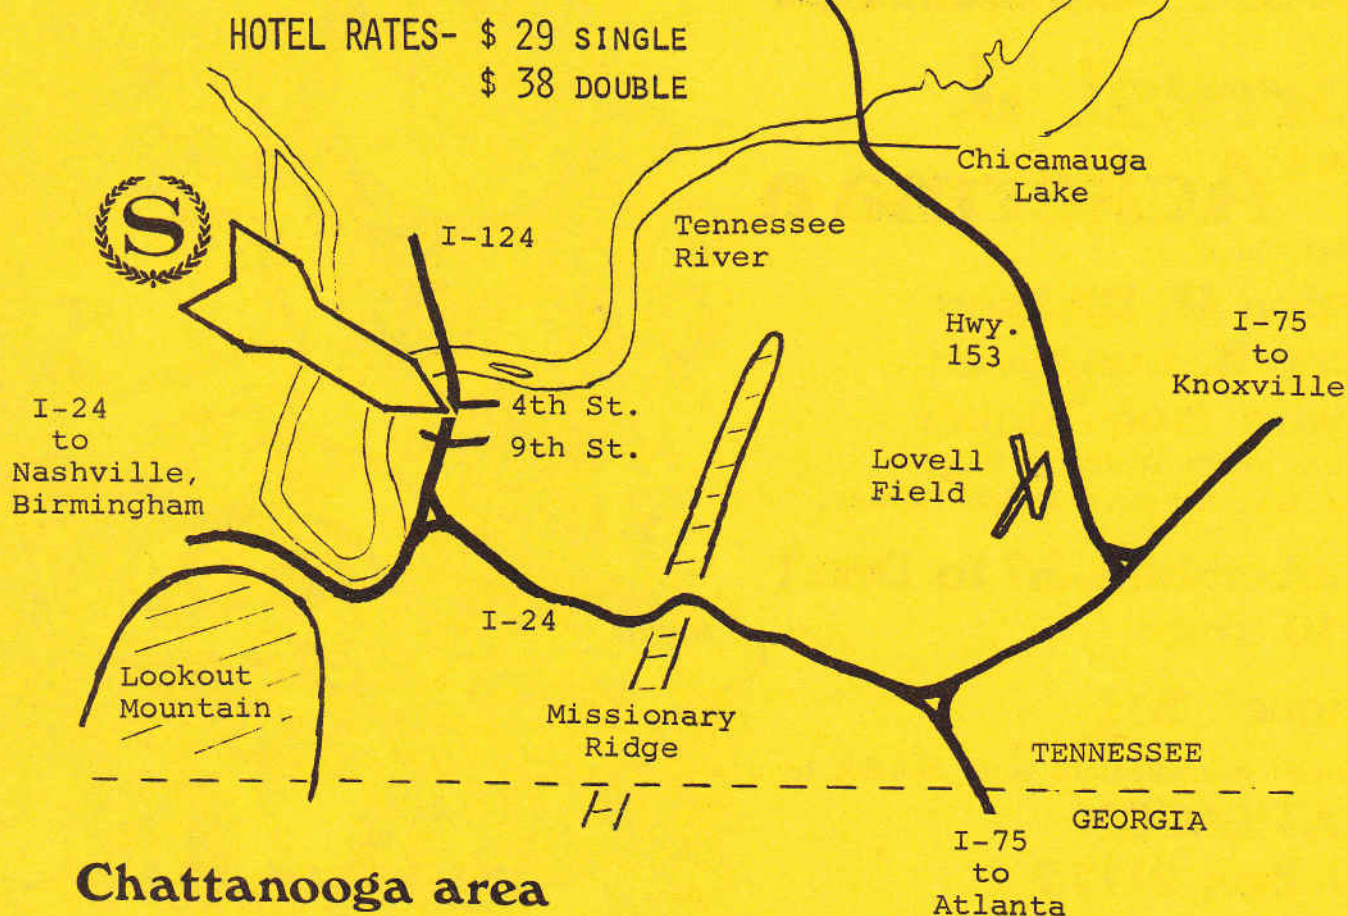 HOTEL RATES- $ 29 SINGLE
$ 38 DOUBLE
Chicamauga
Lake
S
I-124
Tennessee
River
Hwy.
153
I-75
to
Knoxville
I-24
to
Nashville,
Birmingham
4th St.
9th St.
Lovell
Field
I-24
Lookout
Mountain
Missionary
Ridge
TENNESSEE
GEORGIA
I-75
to
Atlanta
Chattanooga area